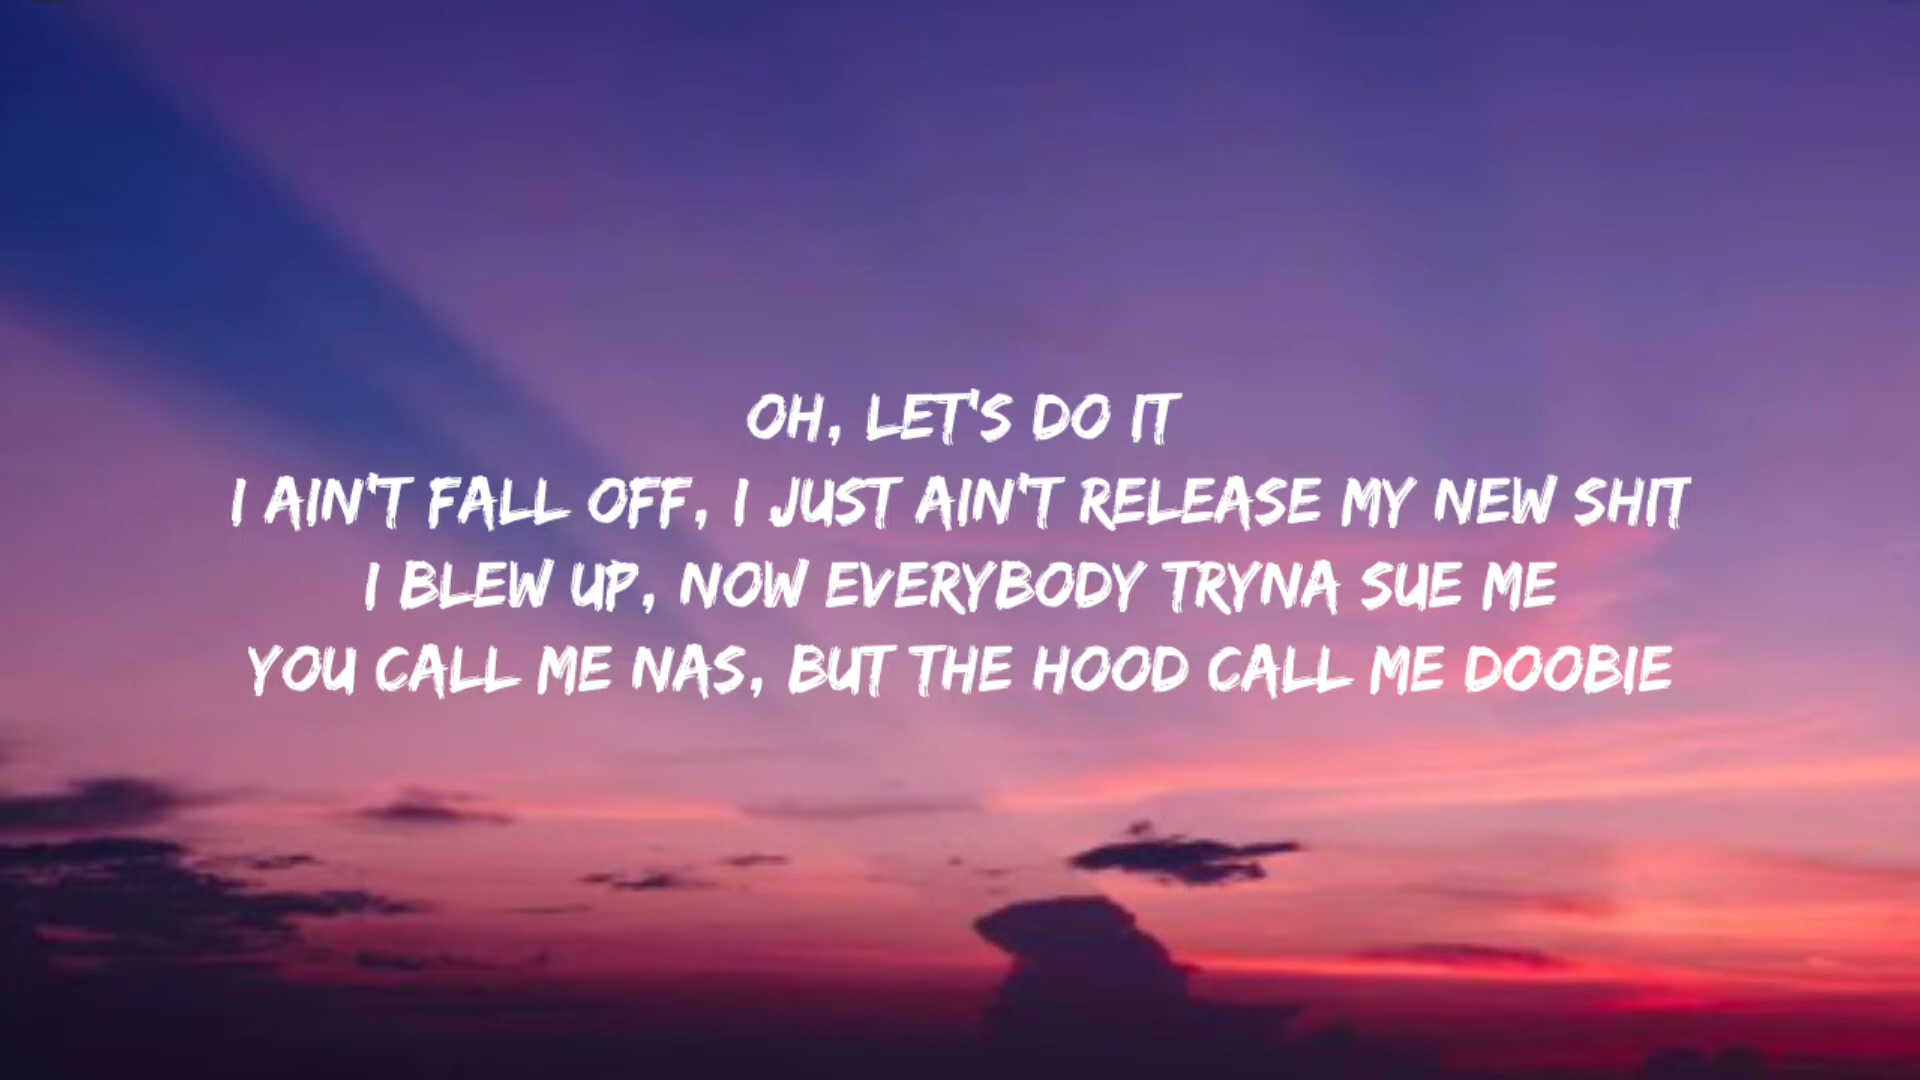 OH, LET'S DO IT
I AIN'T FALL OFF, I JUST AIN'T RELEASE MY NEW SHIT
I BLEW UP, NOW EVERYBODY TRYNA SUE ME
YOU CALL ME NAS, BUT THE HOOD CALL ME DOOBIE